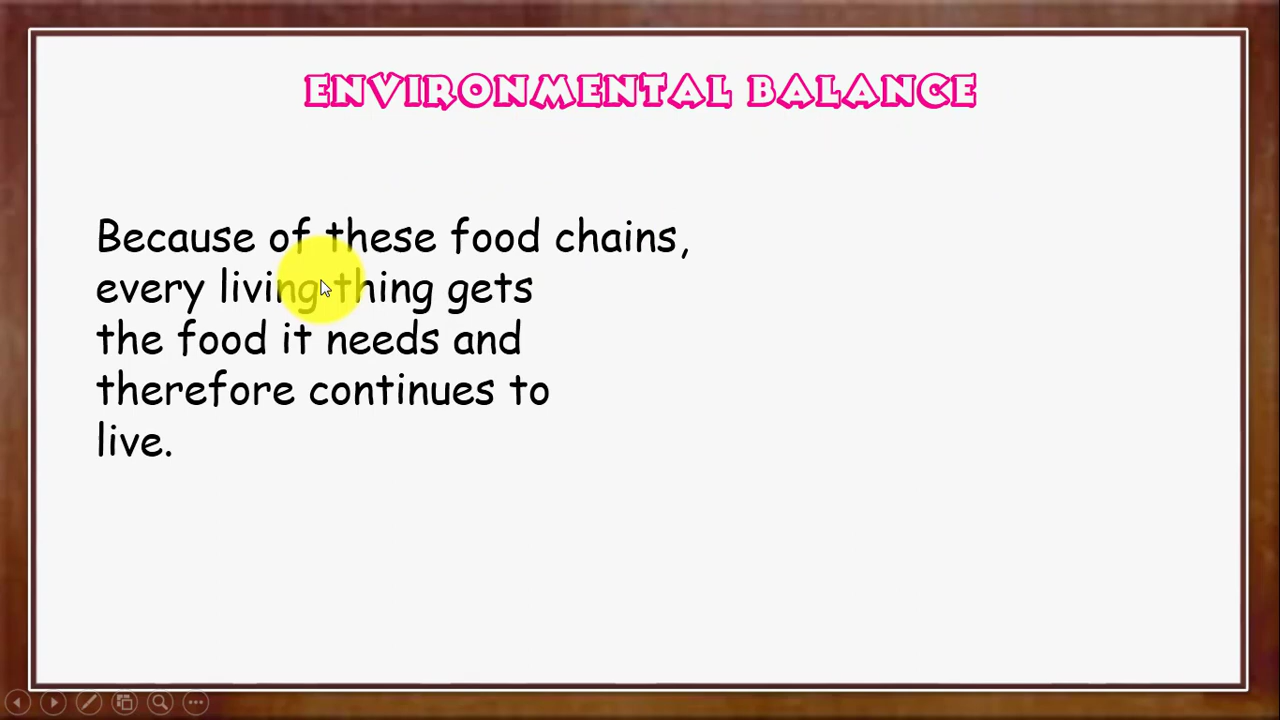 ENVIRONMENTAL BALANCE
Because of these food chains,
every living thing gets
the food it needs and
therefore continues to
live.